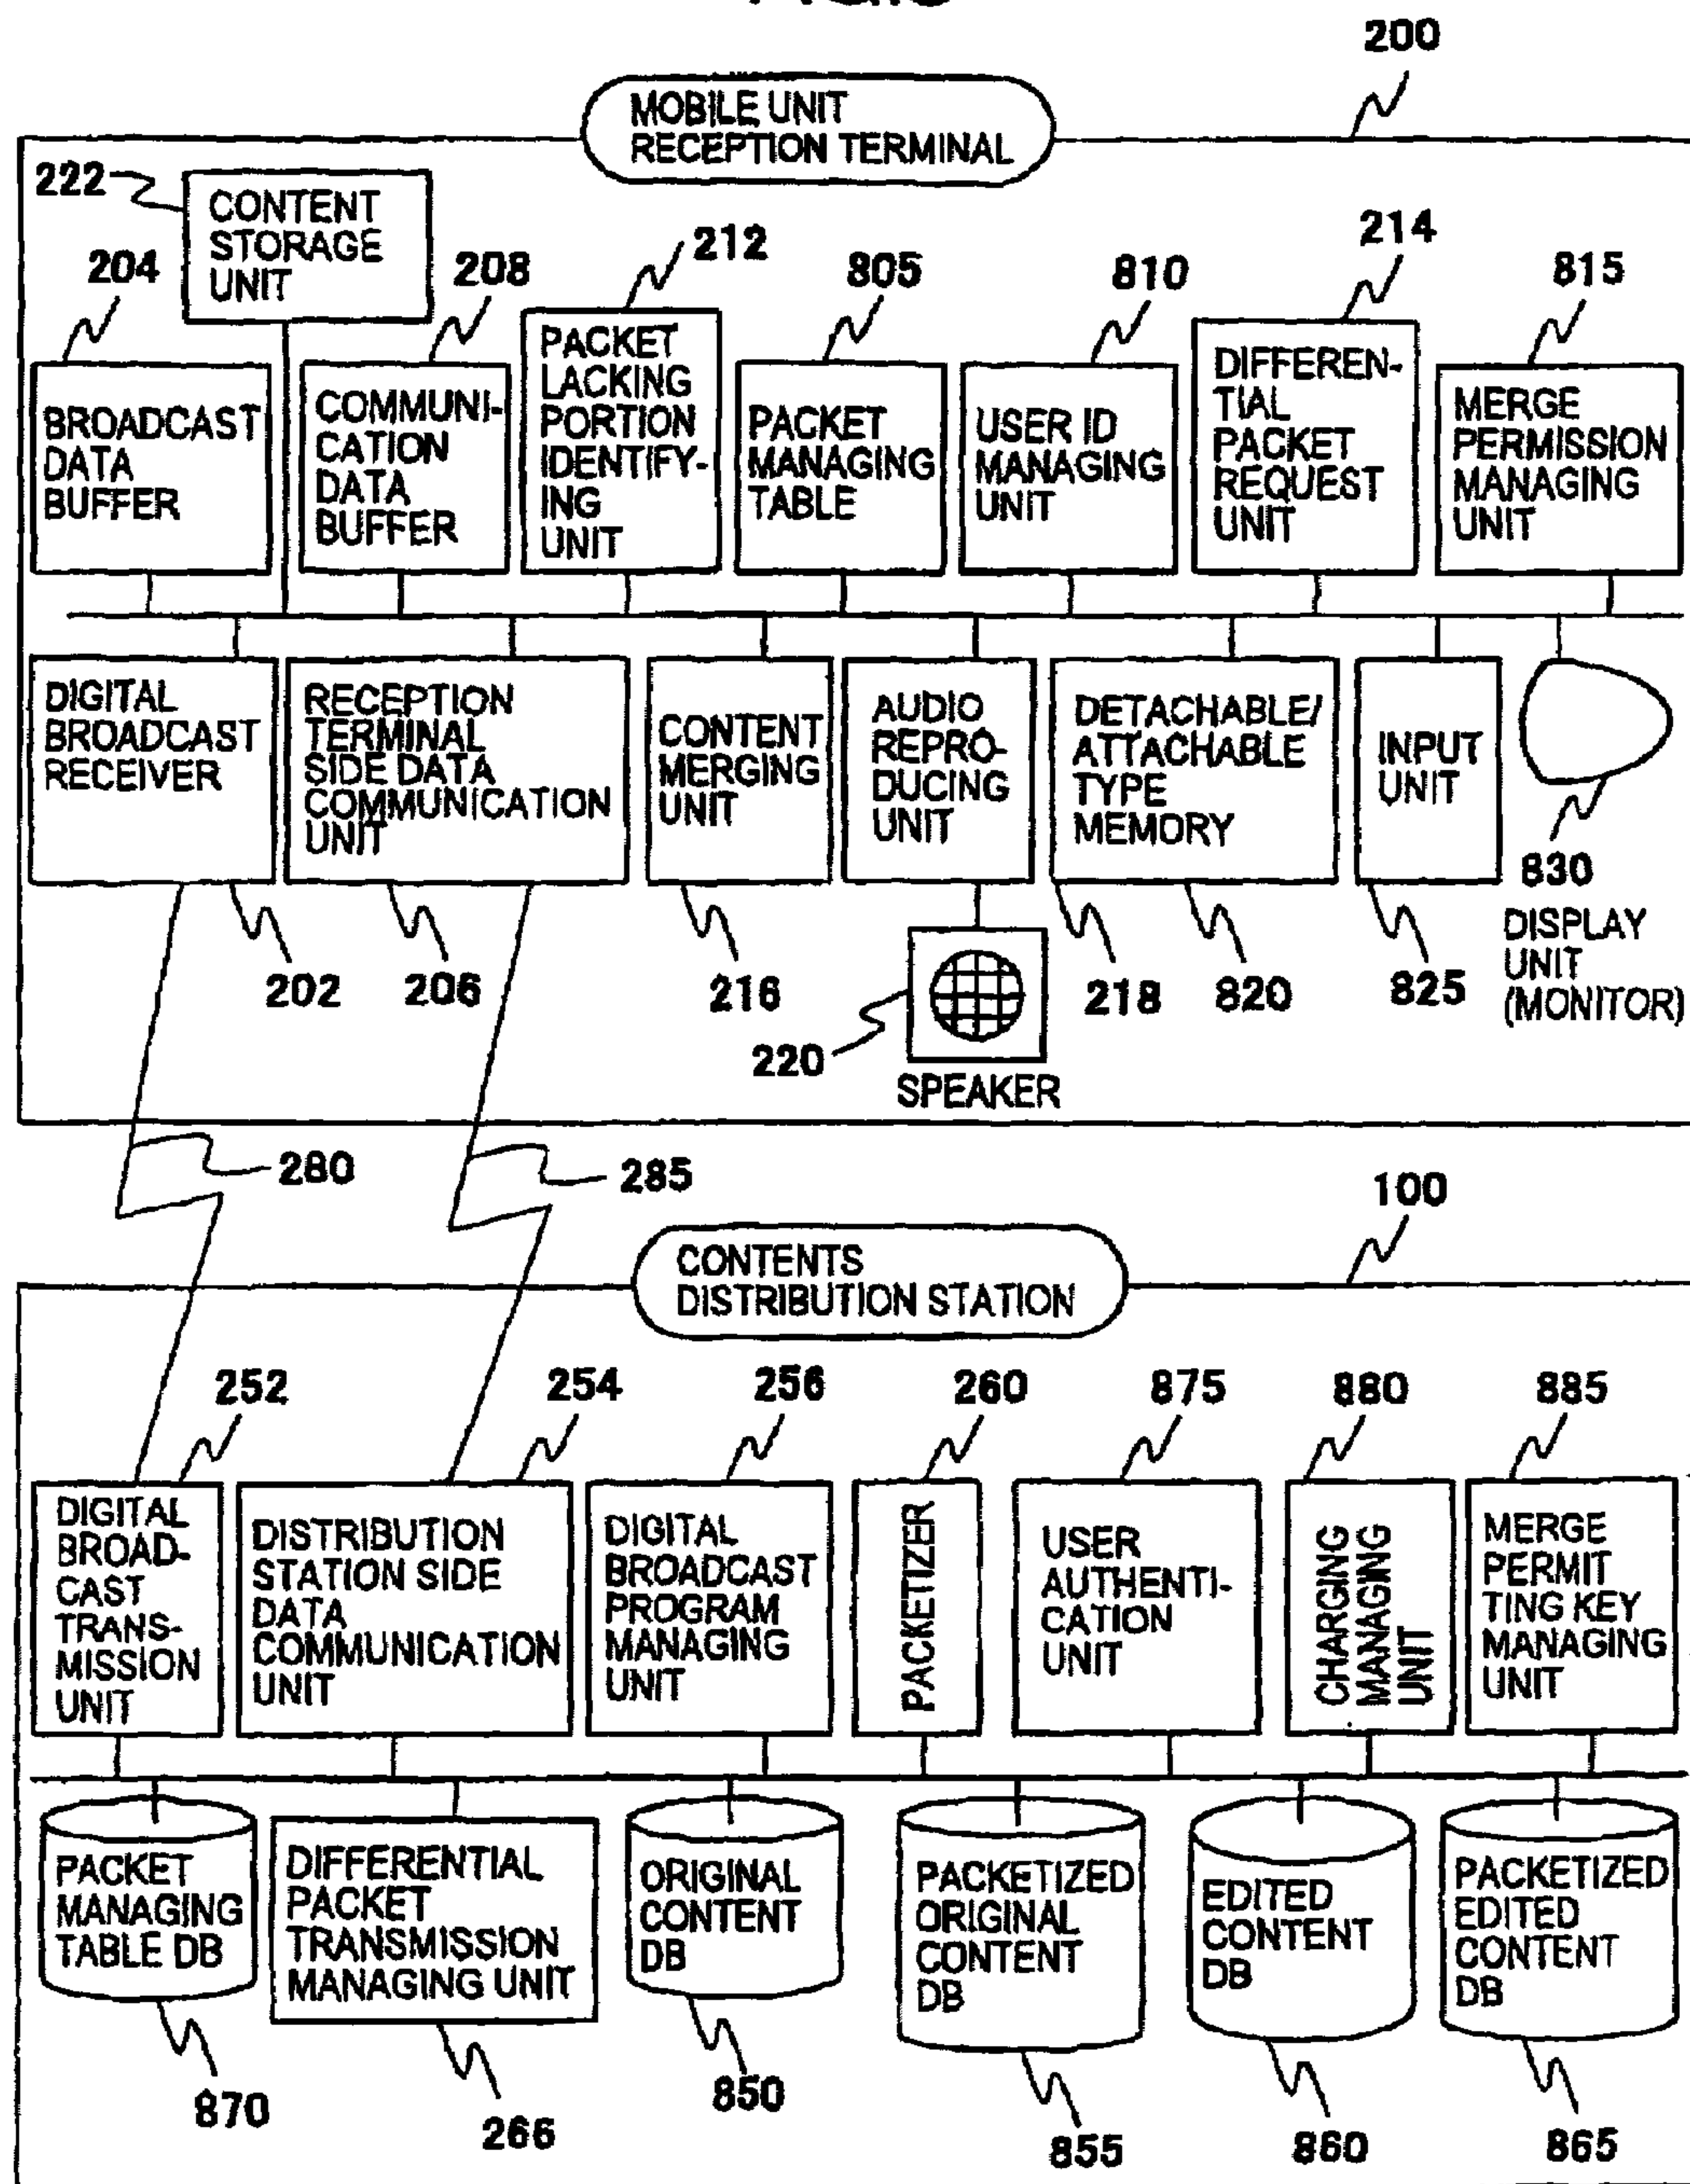 200
MOBILE UNIT
RECEPTION TERMINAL
222
CONTENT
STORAGE
UNIT
204
208
212
805
810
214
815
BROADCAST
DATA
BUFFER
COMMUNI-
CATION
DATA
BUFFER
PACKET
LACKING
PORTION
IDENTIFY-
ING
UNIT
PACKET
MANAGING
TABLE
USER ID
MANAGING
UNIT
DIFFEREN-
TIAL
PACKET
REQUEST
UNIT
MERGE
PERMISSION
MANAGING
UNIT
DIGITAL
BROADCAST
RECEIVER
RECEPTION
TERMINAL
SIDE DATA
COMMUNICATION
UNIT
CONTENT
MERGING
UNIT
AUDIO
REPRO-
DUCING
UNIT
DETACHABLE/
ATTACHABLE
TYPE
MEMORY
INPUT
UNIT
830
DISPLAY
UNIT
(MONITOR)
202
206
216
218
820
825
220
SPEAKER
280
285
100
CONTENTS
DISTRIBUTION STATION
252
254
256
260
875
880
885
DIGITAL
BROAD-
CAST
TRANS-
MISSION
UNIT
DISTRIBUTION
STATION SIDE
DATA
COMMUNICATION
UNIT
DIGITAL
BROADCAST
PROGRAM
MANAGING
UNIT
PACKETIZER
USER
AUTHENTI-
CATION
UNIT
CHARGING
MANAGING
UNIT
MERGE
PERMIT
TING KEY
MANAGING
UNIT
PACKET
MANAGING
TABLE DB
DIFFERENTIAL
PACKET
TRANSMISSION
MANAGING UNIT
ORIGINAL
CONTENT
DB
PACKETIZED
ORIGINAL
CONTENT
DB
EDITED
CONTENT
DB
PACKETIZED
EDITED
CONTENT
DB
870
266
850
855
860
865